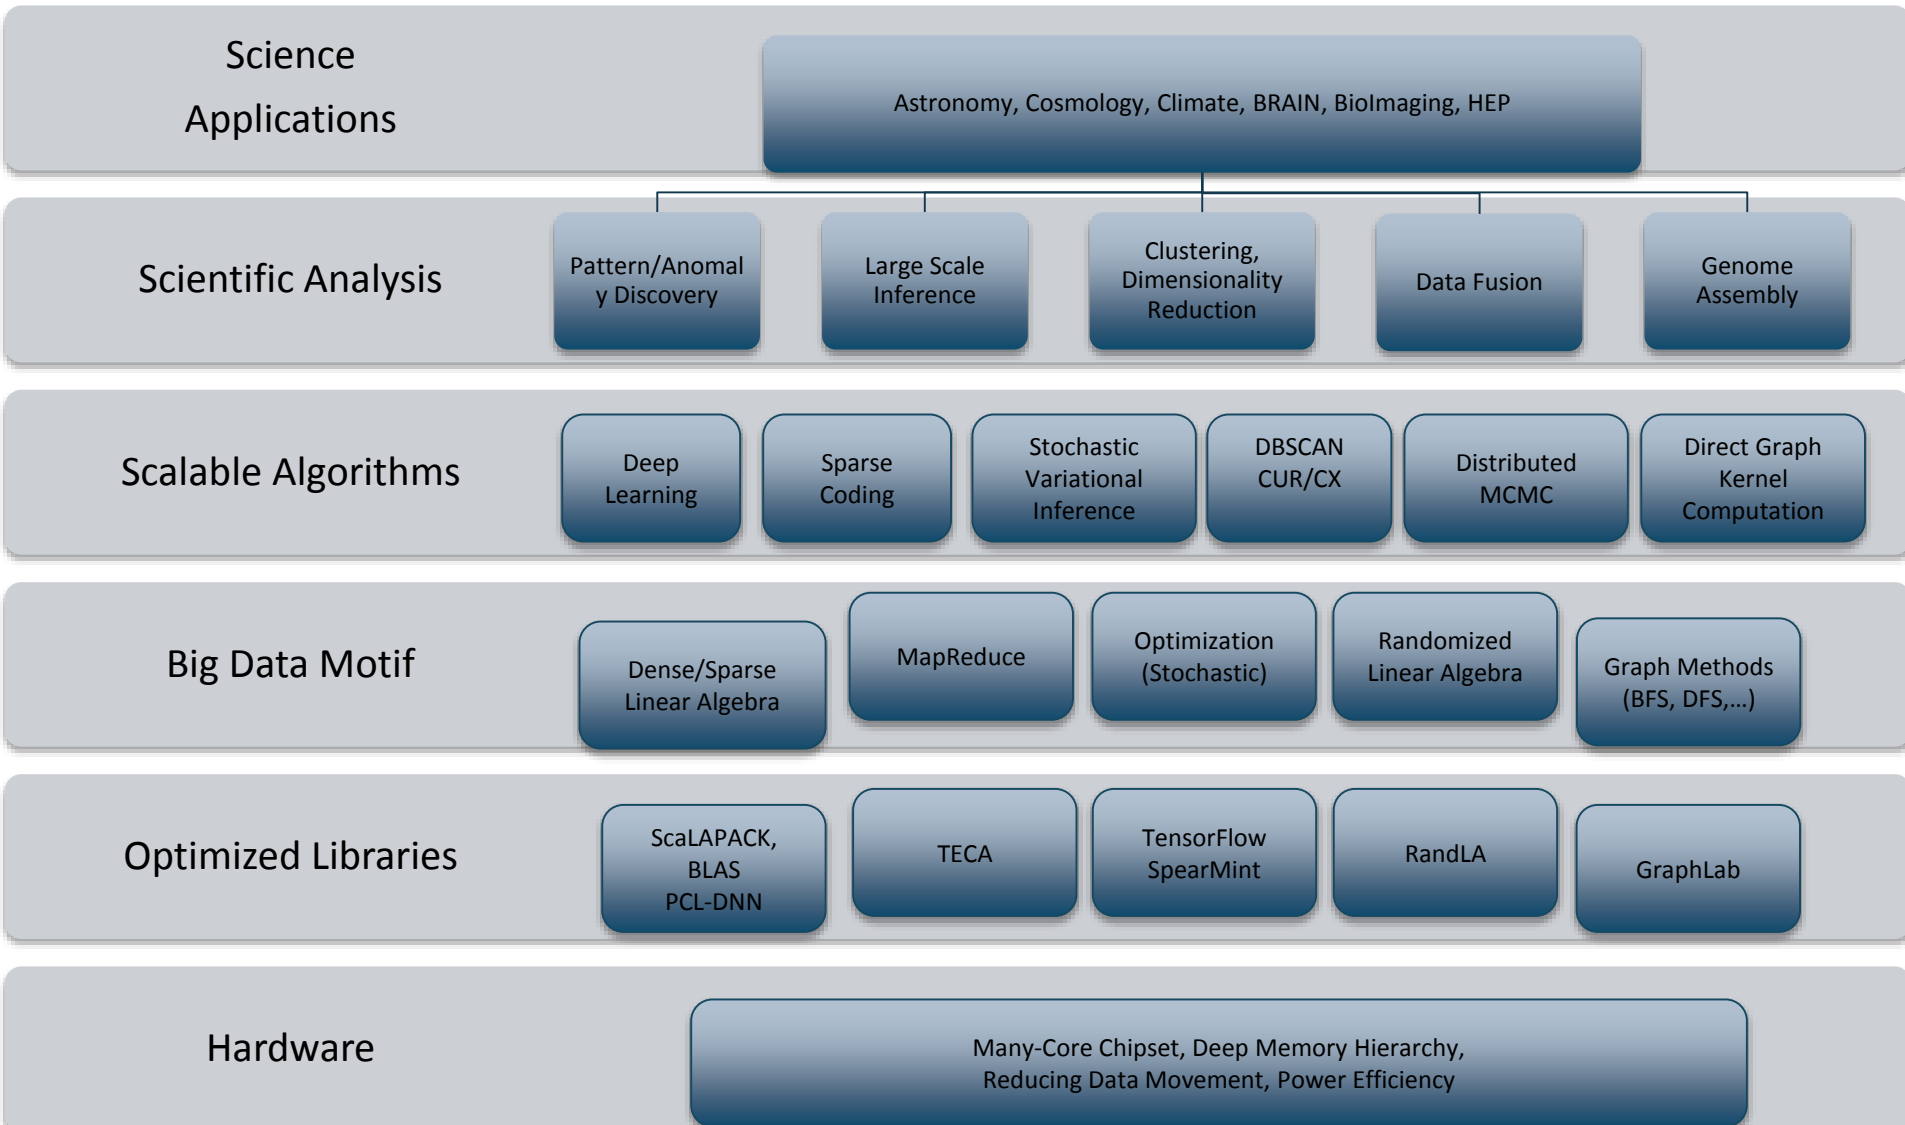 Science
Applications
Astronomy, Cosmology, Climate, BRAIN, BioImaging, HEP
Scientific Analysis
Pattern/Anomal
y Discovery
Large Scale
Inference
Clustering,
Dimensionality
Reduction
Data Fusion
Genome
Assembly
Scalable Algorithms
Deep
Learning
Sparse
Coding
Stochastic
Variational
Inference
DBSCAN
CUR/CX
Distributed
MCMC
Direct Graph
Kernel
Computation
Big Data Motif
Dense/Sparse
Linear Algebra
MapReduce
Optimization
(Stochastic)
Randomized
Linear Algebra
Graph Methods
(BFS, DFS,...)
Optimized Libraries
ScaLAPACK,
BLAS
PCL-DNN
TECA
TensorFlow
SpearMint
RandLA
GraphLab
Hardware
Many-Core Chipset, Deep Memory Hierarchy,
Reducing Data Movement, Power Efficiency